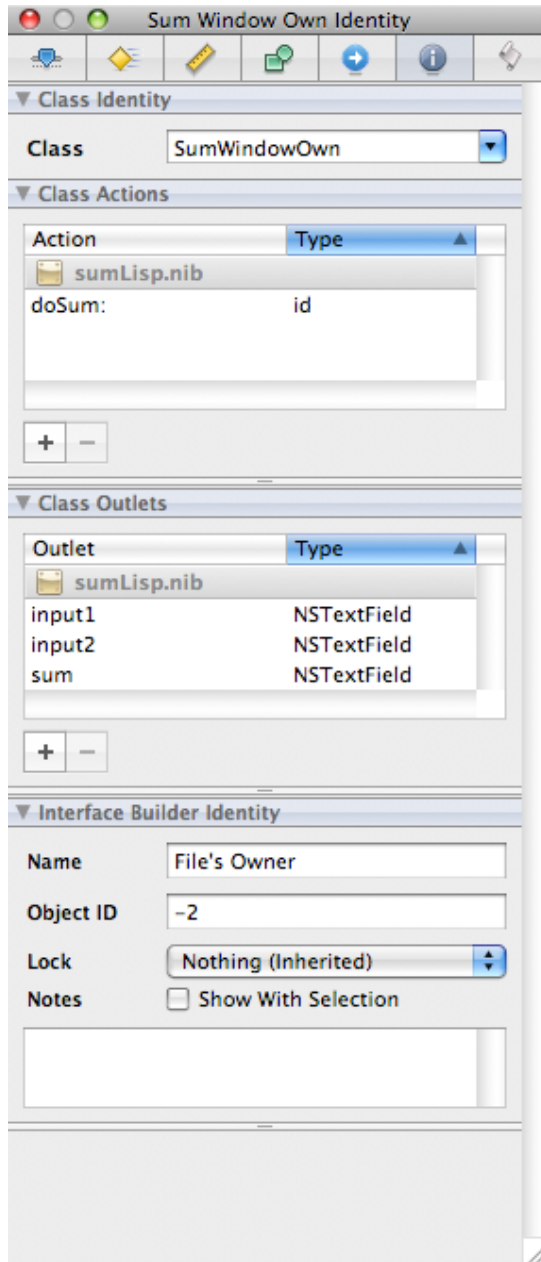 Sum Window Own Identity
Class Identity
Class SumWindowOwn
Class Actions
Action Type
sumLisp.nib
doSum: id
+ −
Class Outlets
Outlet Type
sumLisp.nib
input1 NSTextField
input2 NSTextField
sum NSTextField
+ −
Interface Builder Identity
Name File's Owner
Object ID -2
Lock Nothing (Inherited)
Notes Show With Selection